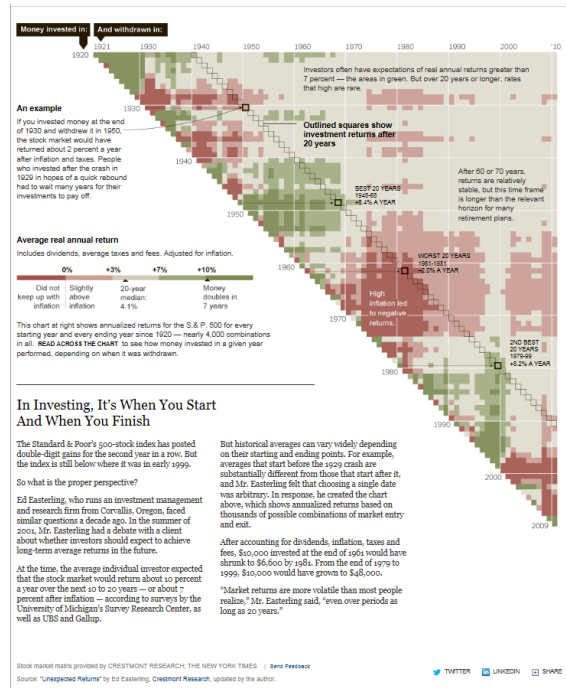 Money invested in: And withdrawn in:
1920 1921 1930 1940 1950 1960 1970 1980 1990 2000 '10
Investors often have expectations of real annual returns greater than
7 percent — the areas in green. But over 20 years or longer, rates
that high are rare.
An example
If you invested money at the end
of 1930 and withdrew it in 1950,
the stock market would have
returned about 2 percent a year
after inflation and taxes. People
who invested after the crash in
1929 in hopes of a quick rebound
had to wait many years for their
investments to pay off.
1930
Outlined squares show
investment returns after
20 years
1940
After 60 or 70 years,
returns are relatively
stable, but this time frame
is longer than the relevant
horizon for many
retirement plans.
BEST 20 YEARS
1948-68
+8.4% A YEAR
1950
Average real annual return
Includes dividends, average taxes and fees. Adjusted for inflation.
0% +3% +7% +10%
Did not
keep up with
inflation
Slightly
above
inflation
20-year
median:
4.1%
Money
doubles in
7 years
WORST 20 YEARS
1961-1981
-2.0% A YEAR
1960
High
inflation led
to negative
returns.
1970
This chart at right shows annualized returns for the S.& P. 500 for every
starting year and every ending year since 1920 — nearly 4,000 combinations
in all. READ ACROSS THE CHART to see how money invested in a given year
performed, depending on when it was withdrawn.
2ND BEST
20 YEARS
1979-99
+8.2% A YEAR
1980
1990
2000
2009
In Investing, It's When You Start
And When You Finish
The Standard & Poor's 500-stock index has posted
double-digit gains for the second year in a row. But
the index is still below where it was in early 1999.
So what is the proper perspective?
Ed Easterling, who runs an investment management
and research firm from Corvallis, Oregon, faced
similar questions a decade ago. In the summer of
2001, Mr. Easterling had a debate with a client
about whether investors should expect to achieve
long-term average returns in the future.
At the time, the average individual investor expected
that the stock market would return about 10 percent
a year over the next 10 to 20 years — or about 7
percent after inflation — according to surveys by the
University of Michigan's Survey Research Center, as
well as UBS and Gallup.
But historical averages can vary widely depending
on their starting and ending points. For example,
averages that start before the 1929 crash are
substantially different from those that start after it,
and Mr. Easterling felt that choosing a single date
was arbitrary. In response, he created the chart
above, which shows annualized returns based on
thousands of possible combinations of market entry
and exit.
After accounting for dividends, inflation, taxes and
fees, $10,000 invested at the end of 1961 would have
shrunk to $6,600 by 1981. From the end of 1979 to
1999, $10,000 would have grown to $48,000.
"Market returns are more volatile than most people
realize," Mr. Easterling said, "even over periods as
long as 20 years."
Stock market matrix provided by CRESTMONT RESEARCH; THE NEW YORK TIMES | Send Feedback
Source: "Unexpected Returns" by Ed Easterling, Crestmont Research, updated by the author.
TWITTER LINKEDIN SHARE